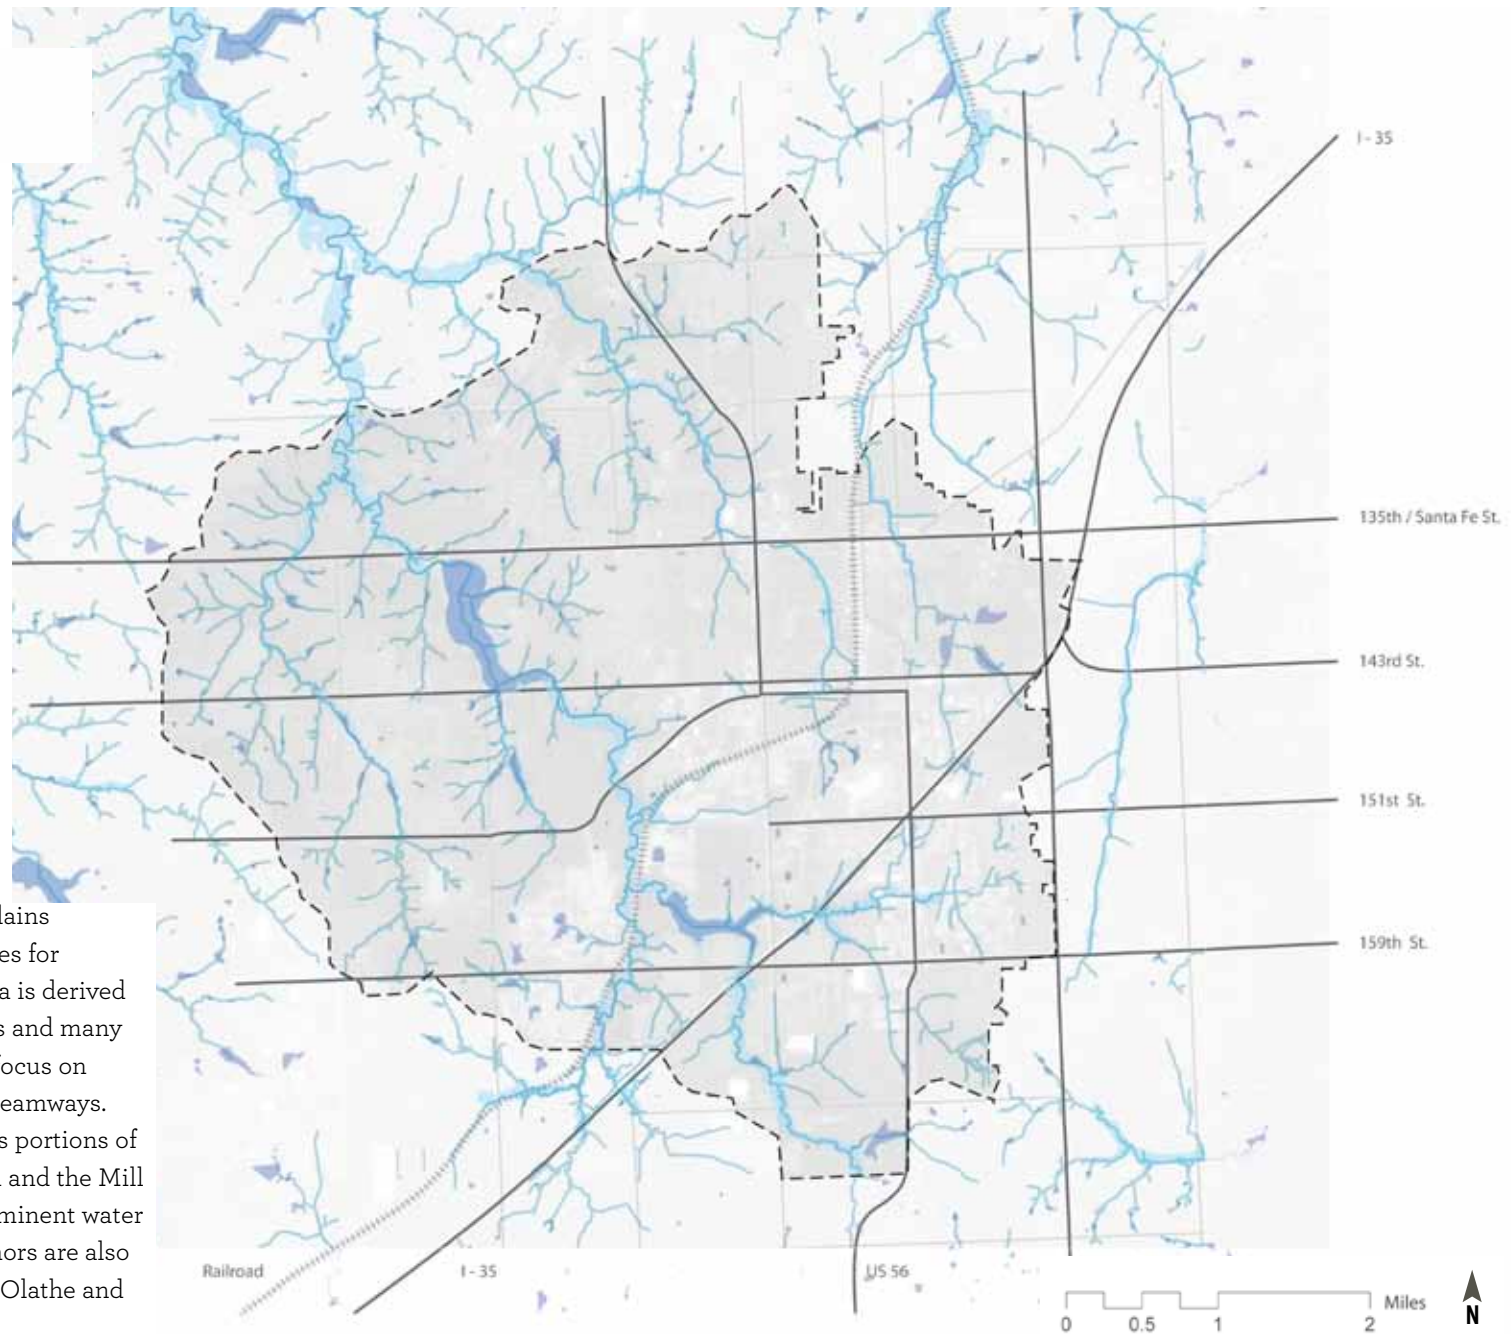 I - 35
135th / Santa Fe St.
143rd St.
151st St.
159th St.
lains
es for
a is derived
s and many
focus on
eamways.
s portions of
and the Mill
minent water
ors are also
Olathe and
Railroad
I - 35
US 56
Miles
0 0.5 1 2
N